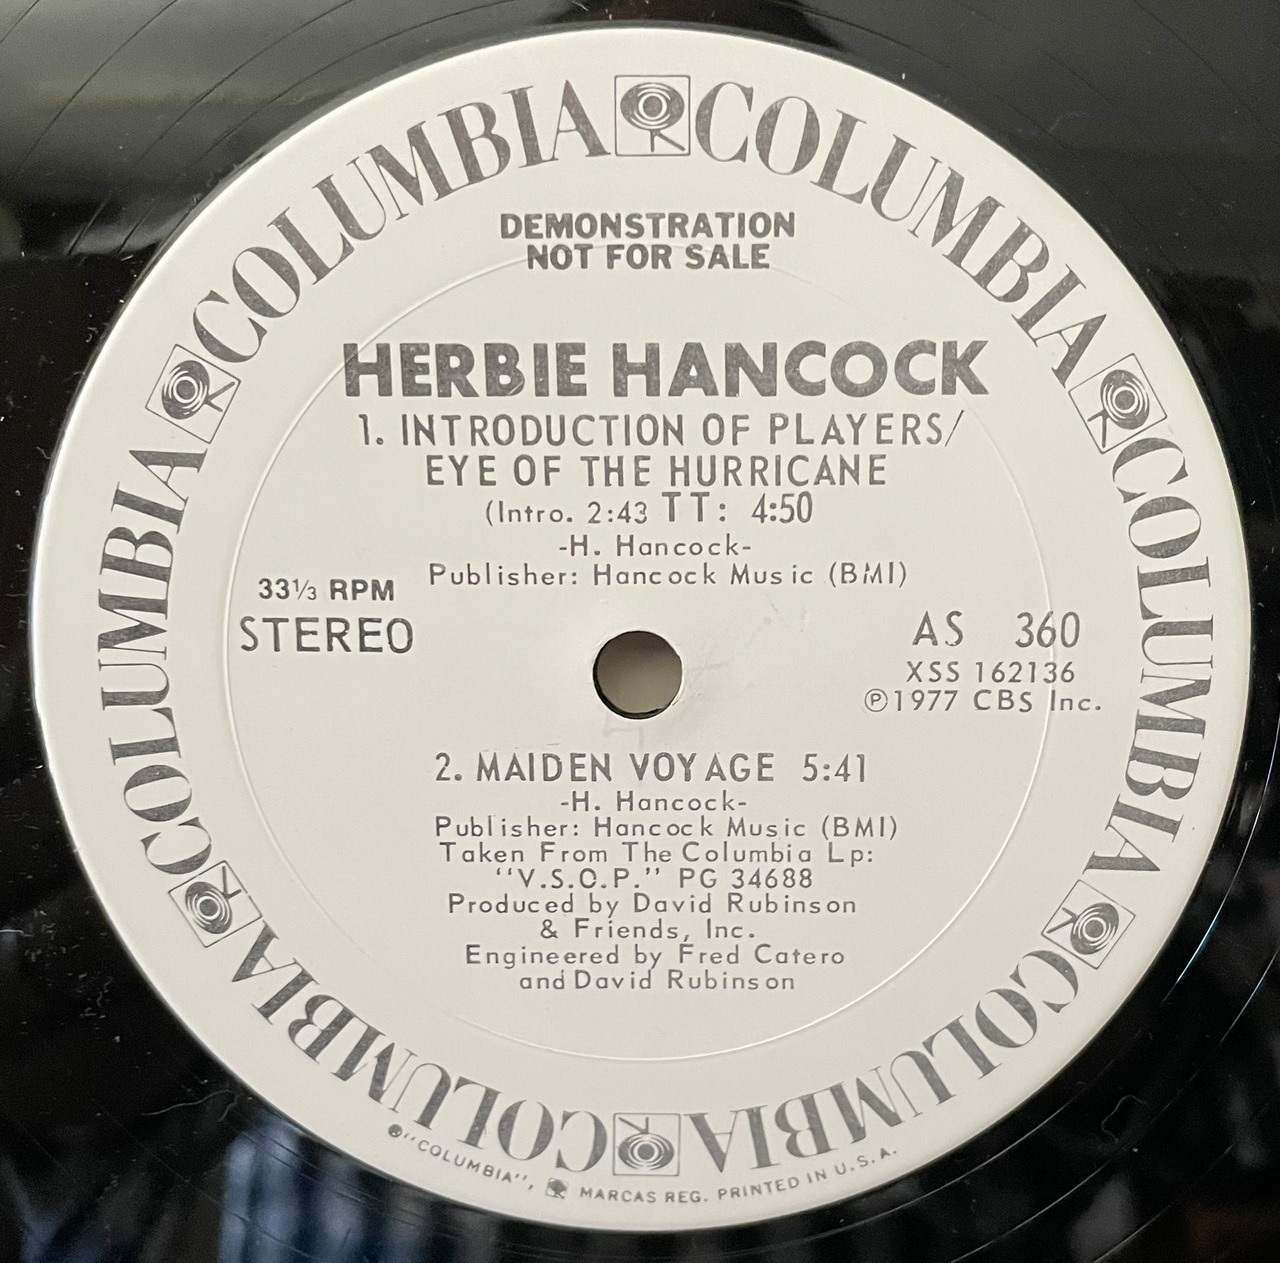 COLUMBIA COLUMBIA COLUMBIA COLUMBIA COLUMBIA COLUMBIA COLUMBIA COLUMBIA
DEMONSTRATION
NOT FOR SALE
HERBIE HANCOCK
1. INTRODUCTION OF PLAYERS/
EYE OF THE HURRICANE
(Intro. 2:43 TT: 4:50
-H. Hancock-
Publisher: Hancock Music (BMI)
33⅓ RPM
STEREO
AS 360
XSS 162136
Ⓟ1977 CBS Inc.
2. MAIDEN VOYAGE 5:41
-H. Hancock-
Publisher: Hancock Music (BMI)
Taken From The Columbia Lp:
"V.S.O.P." PG 34688
Produced by David Rubinson
& Friends, Inc.
Engineered by Fred Catero
and David Rubinson
"COLUMBIA", MARCAS REG. PRINTED IN U.S.A.